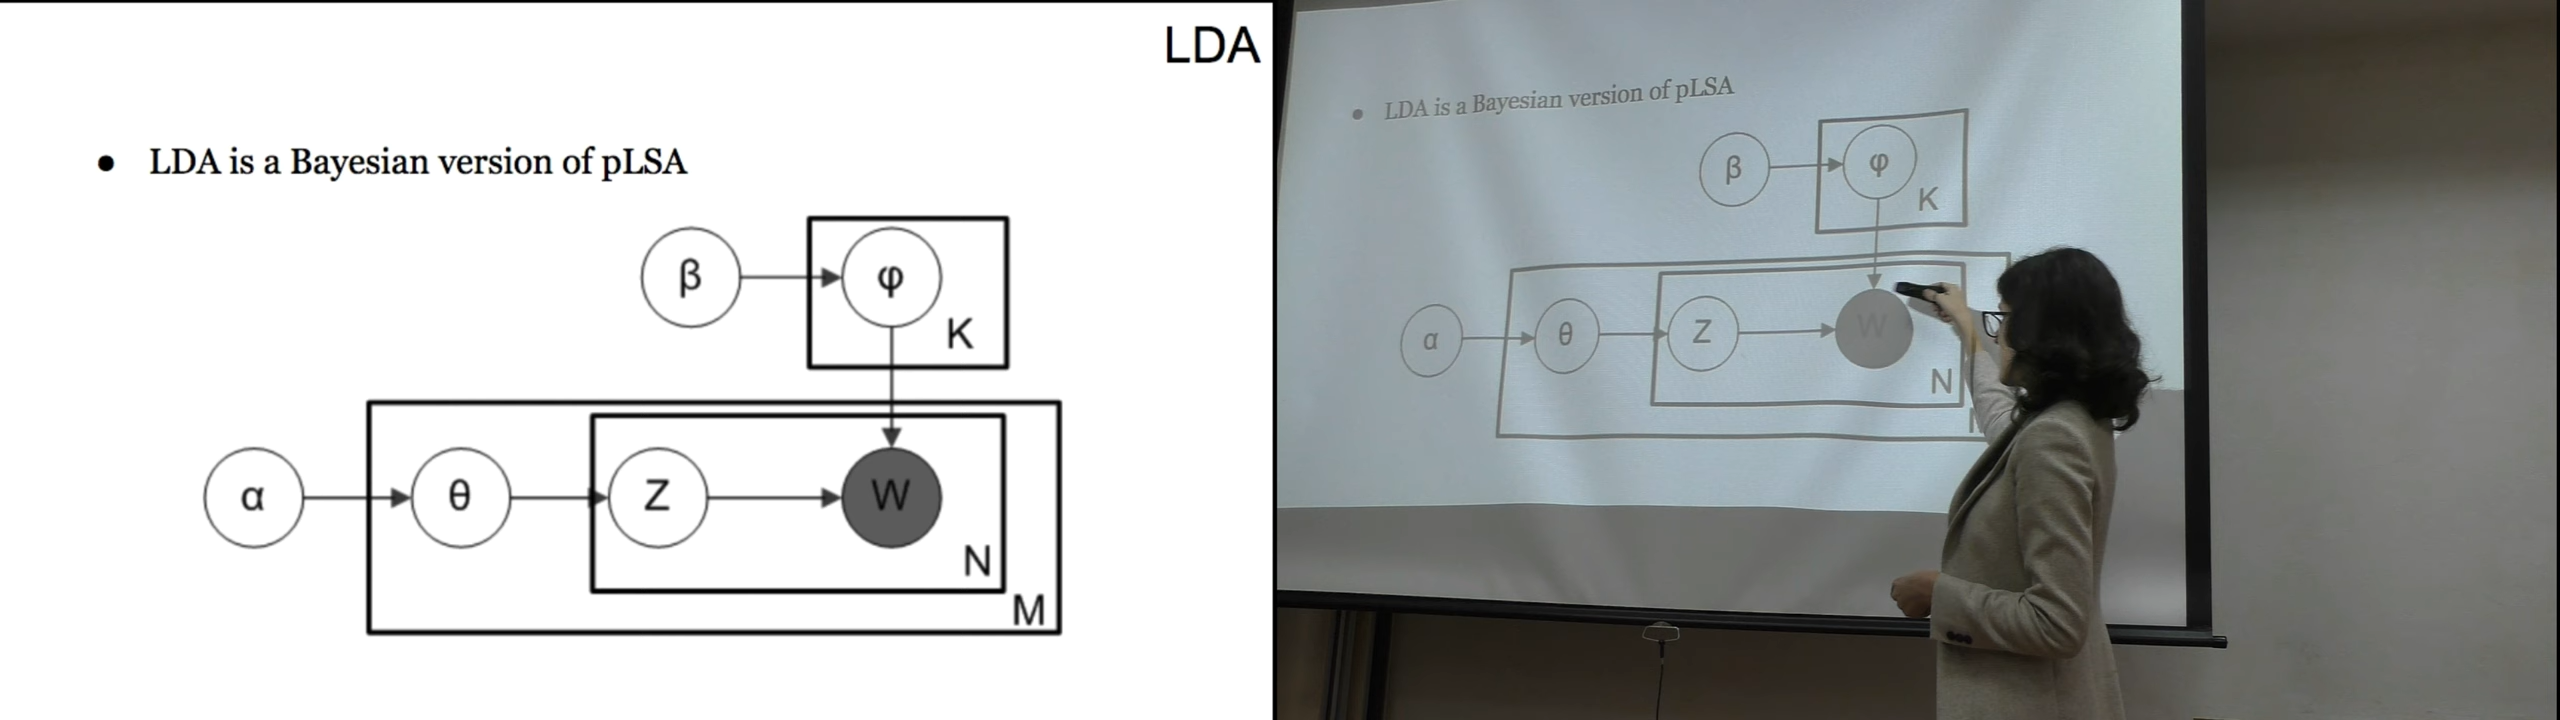 LDA
● LDA is a Bayesian version of pLSA
β φ
K
α θ Z W
N
M
● LDA is a Bayesian version of pLSA
β φ
K
α θ Z W
N